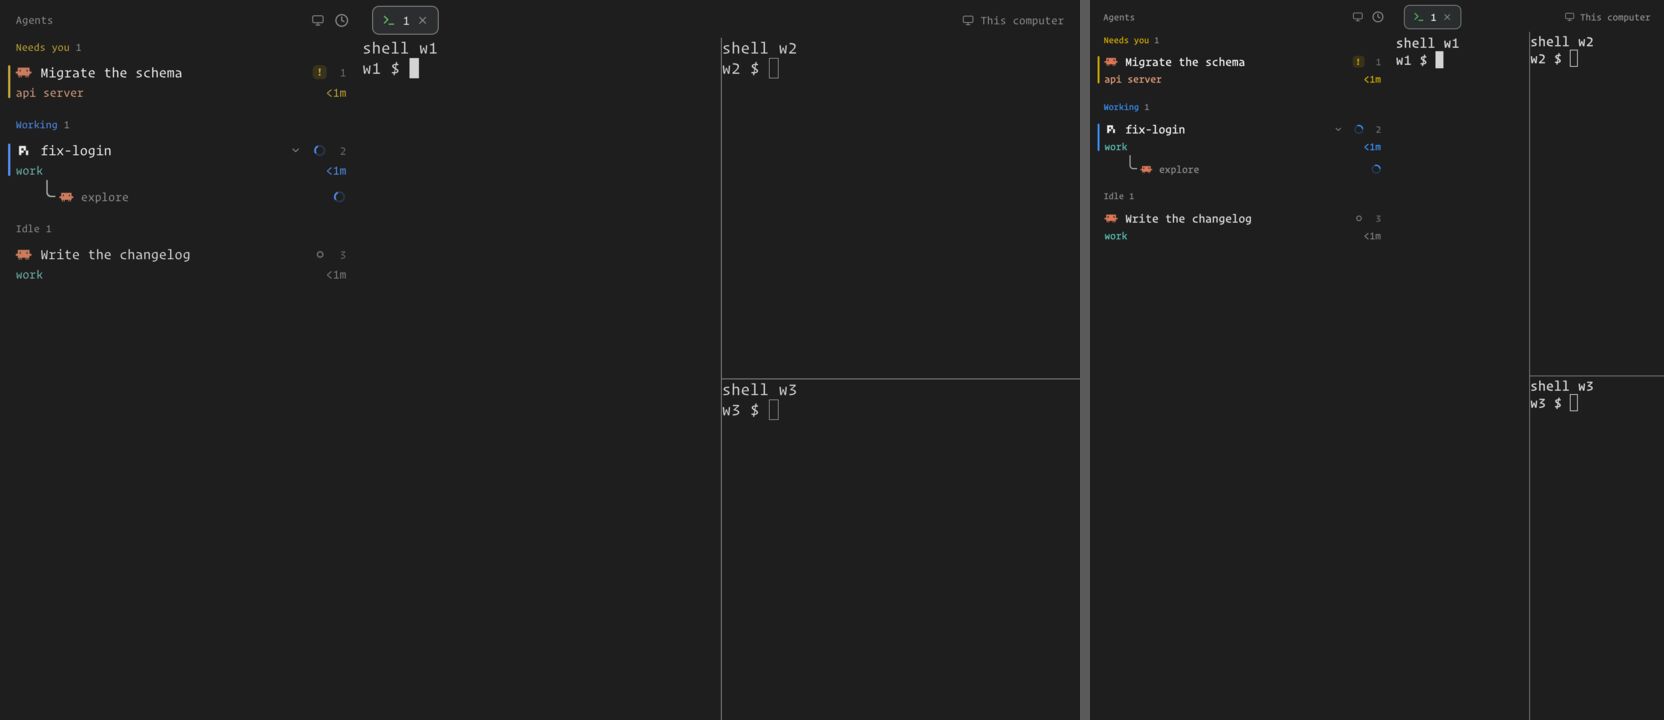 Agents
1
This computer
Needs you 1
Migrate the schema ! 1
api server <1m
Working 1
fix-login 2
work <1m
explore
Idle 1
Write the changelog 3
work <1m
shell w1
w1 $
shell w2
w2 $
shell w3
w3 $
Agents
1
This computer
Needs you 1
Migrate the schema ! 1
api server <1m
Working 1
fix-login 2
work <1m
explore
Idle 1
Write the changelog 3
work <1m
shell w1
w1 $
shell w2
w2 $
shell w3
w3 $